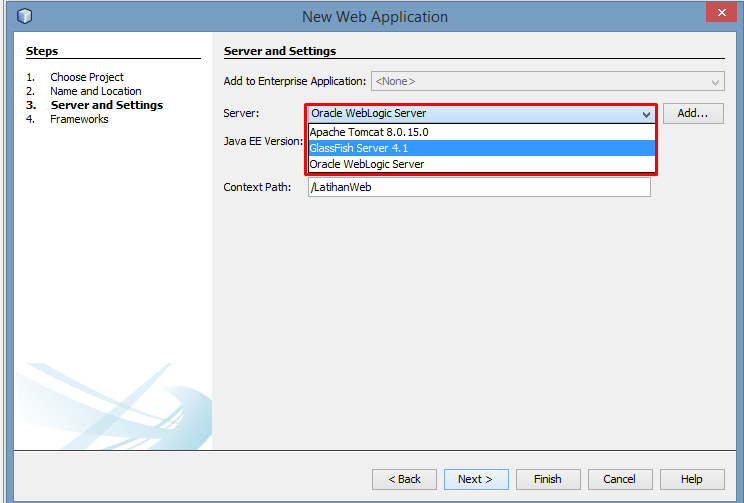 New Web Application
Steps
1. Choose Project
2. Name and Location
3. Server and Settings
4. Frameworks
Server and Settings
Add to Enterprise Application: <None>
Server: Oracle WebLogic Server Add...
Apache Tomcat 8.0.15.0
Java EE Version: GlassFish Server 4.1
Oracle WebLogic Server
Context Path: /LatihanWeb
< Back Next > Finish Cancel Help